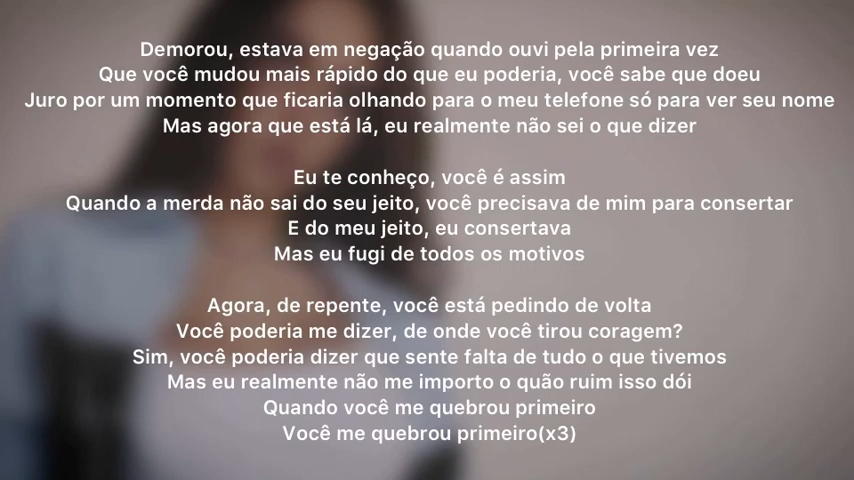 Demorou, estava em negação quando ouvi pela primeira vez
Que você mudou mais rápido do que eu poderia, você sabe que doeu
Juro por um momento que ficaria olhando para o meu telefone só para ver seu nome
Mas agora que está lá, eu realmente não sei o que dizer
Eu te conheço, você é assim
Quando a merda não sai do seu jeito, você precisava de mim para consertar
E do meu jeito, eu consertava
Mas eu fugi de todos os motivos
Agora, de repente, você está pedindo de volta
Você poderia me dizer, de onde você tirou coragem?
Sim, você poderia dizer que sente falta de tudo o que tivemos
Mas eu realmente não me importo o quão ruim isso dói
Quando você me quebrou primeiro
Você me quebrou primeiro(x3)